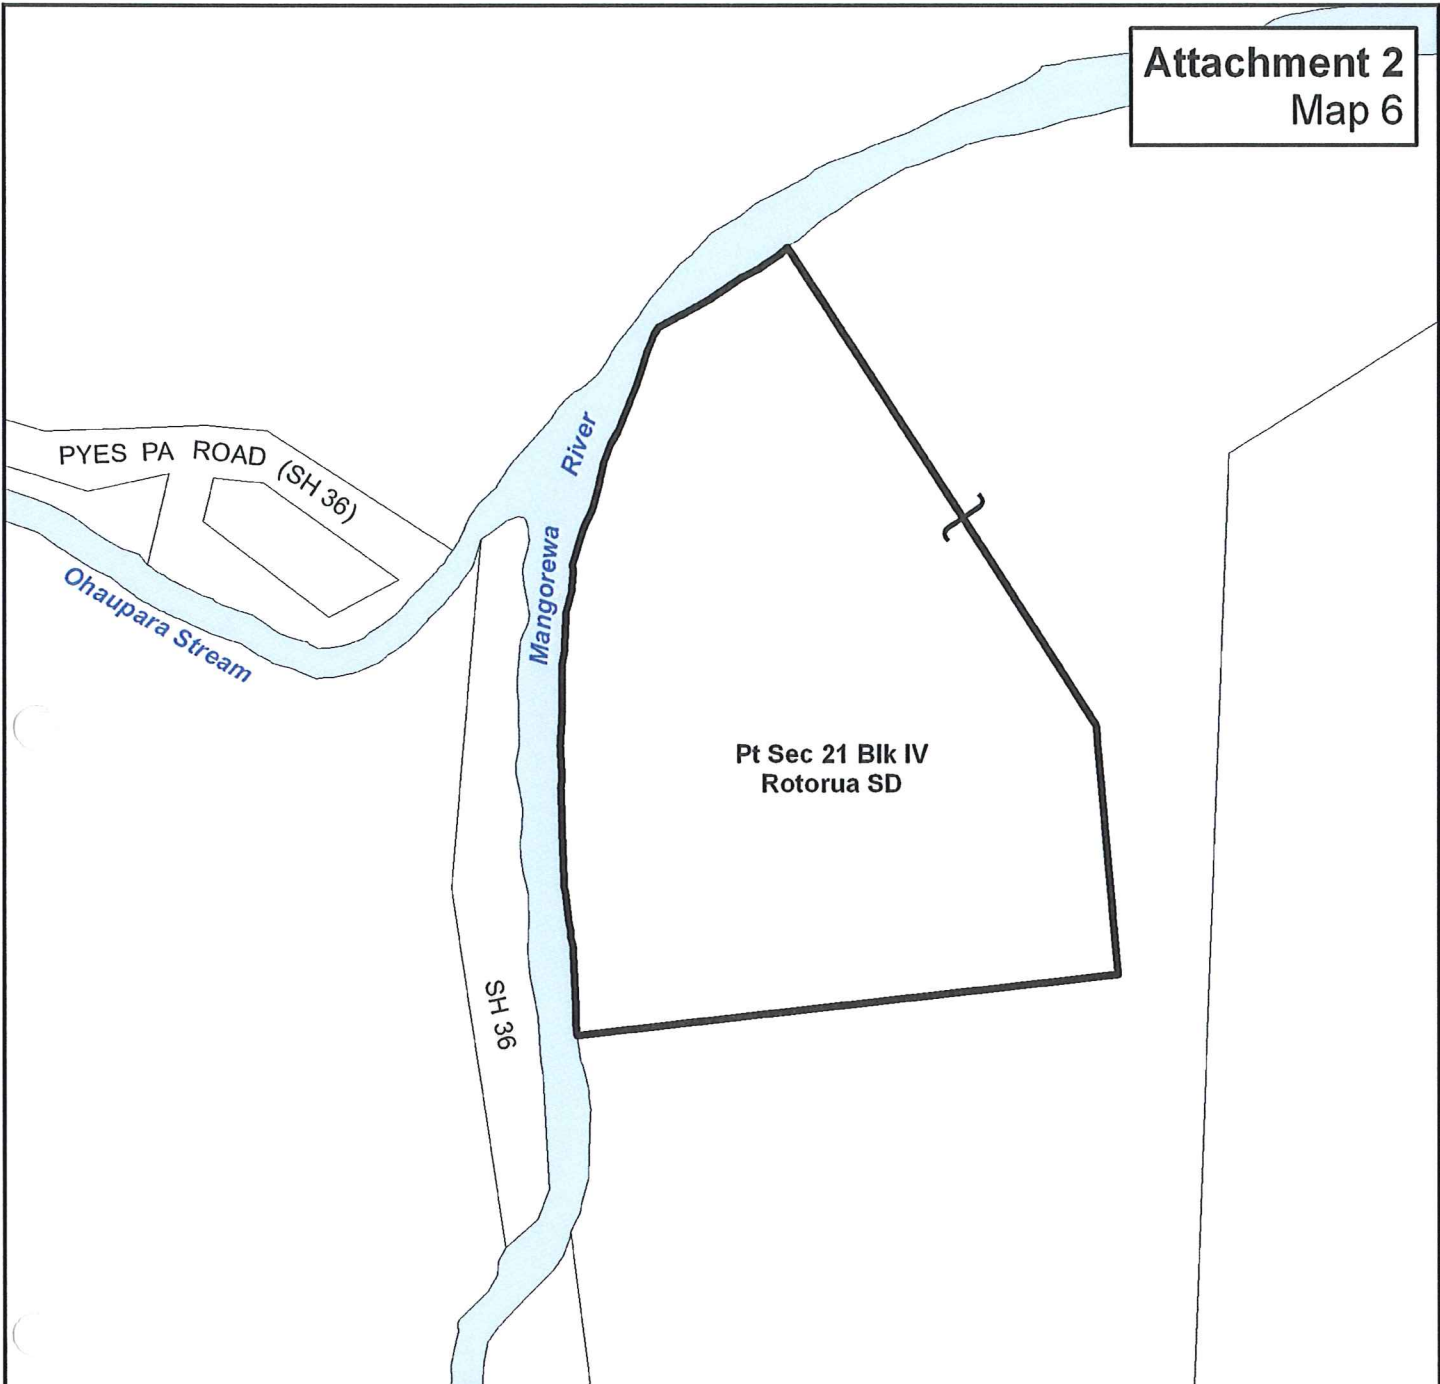 Attachment 2
Map 6
PYES PA ROAD (SH 36)
River
Mangorewa
Ohaupara Stream
Pt Sec 21 Blk IV
Rotorua SD
SH 36